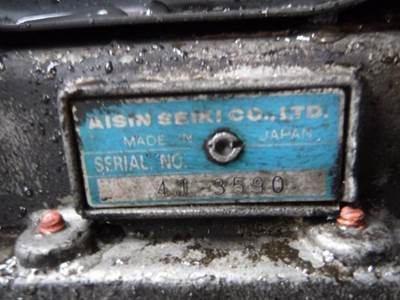 AISIN SEIKI CO., LTD.
MADE IN JAPAN
SERIAL NO.
41-3590